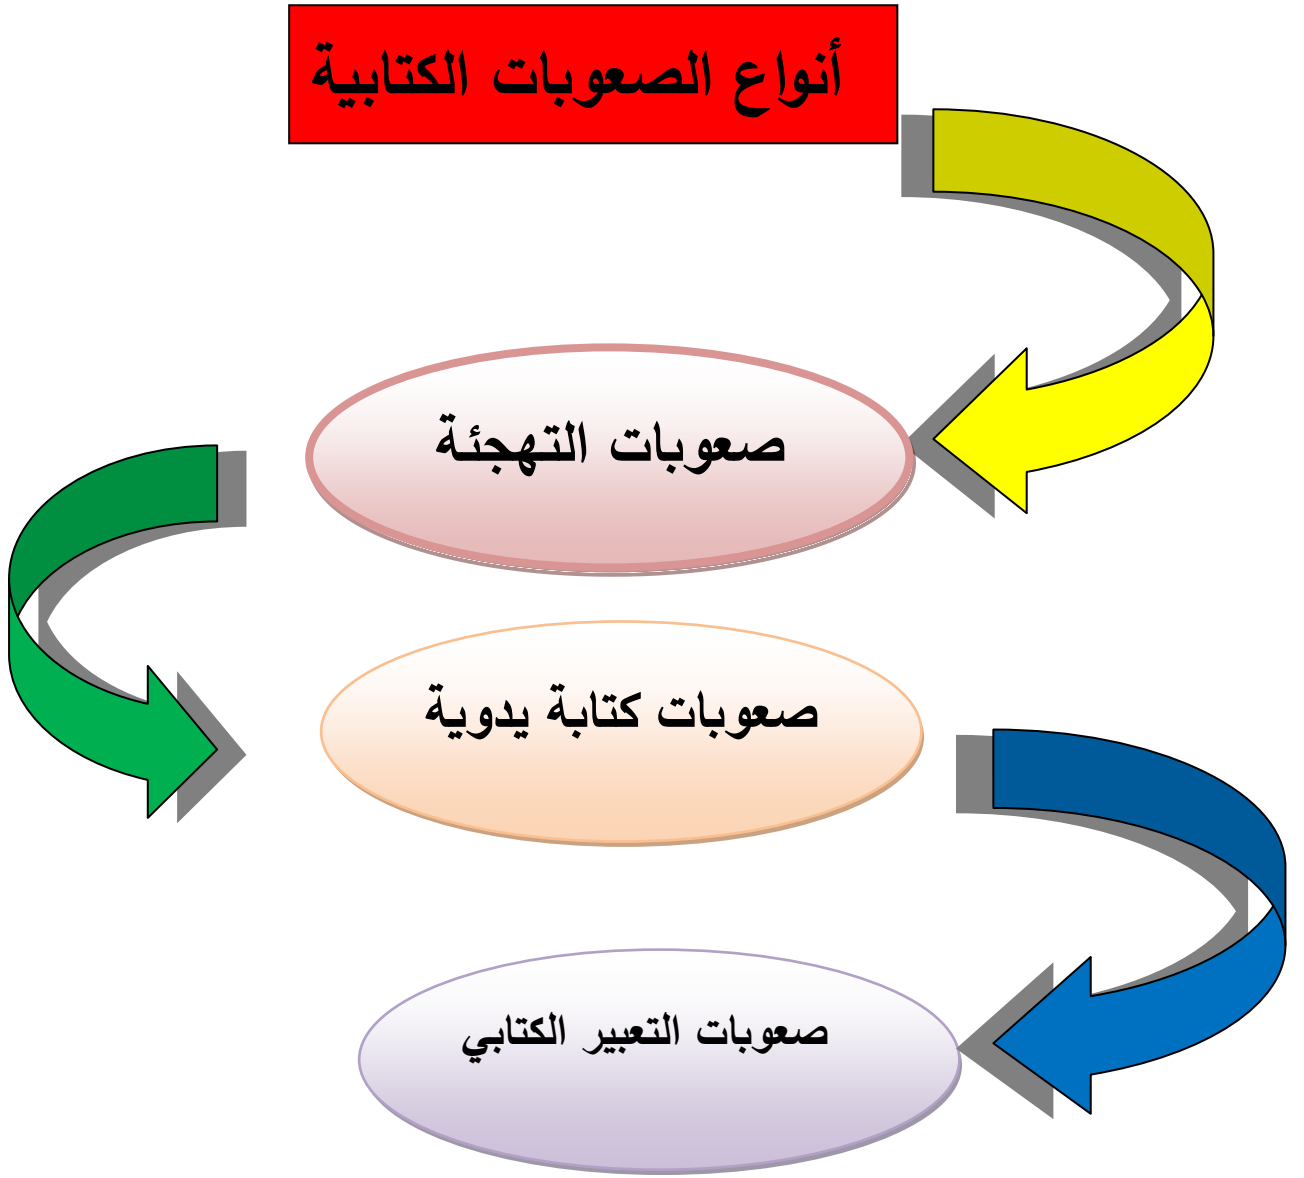 أنواع الصعوبات الكتابية
صعوبات التهجئة
صعوبات كتابة يدوية
صعوبات التعبير الكتابي